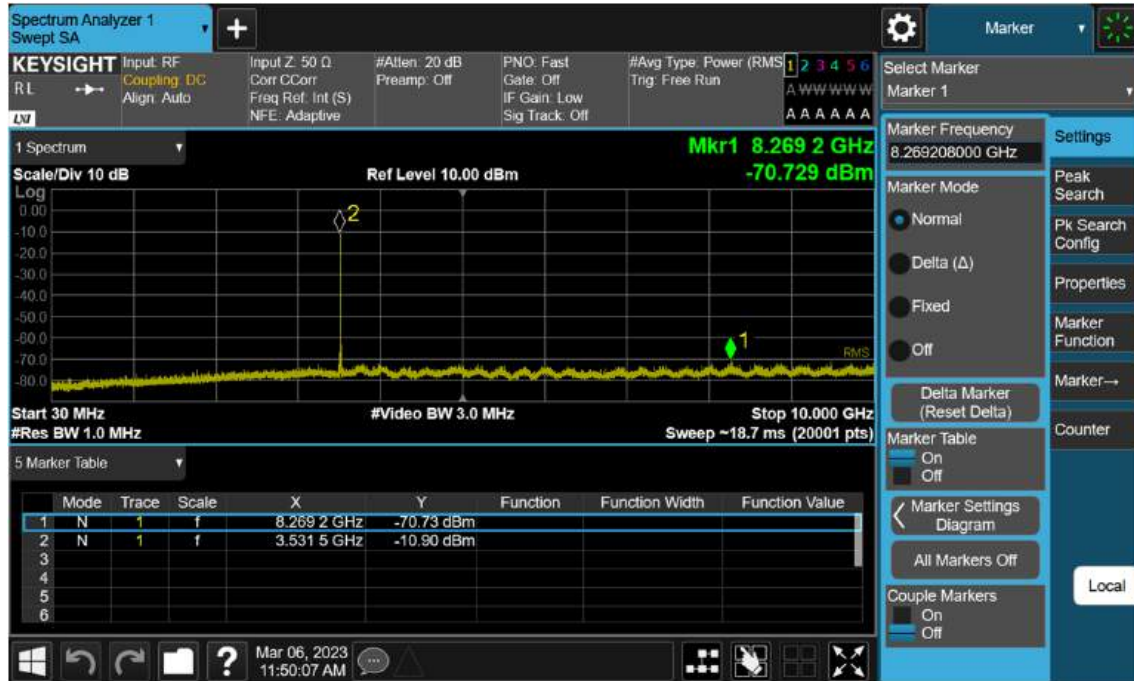 Spectrum Analyzer 1
Swept SA
Marker
KEYSIGHT
RL
LXI
Input: RF
Coupling: DC
Align: Auto
Input Z: 50 Ω
Corr CCorr
Freq Ref: Int (S)
NFE: Adaptive
#Atten: 20 dB
Preamp: Off
PNO: Fast
Gate: Off
IF Gain: Low
Sig Track: Off
#Avg Type: Power (RMS
Trig: Free Run
1 2 3 4 5 6
A W W W W W
A A A A A A
Select Marker
Marker 1
1 Spectrum
Scale/Div 10 dB
Ref Level 10.00 dBm
Mkr1 8.269 2 GHz
-70.729 dBm
Log
0.00
-10.0
-20.0
-30.0
-40.0
-50.0
-60.0
-70.0
-80.0
2
1
RMS
Start 30 MHz
#Video BW 3.0 MHz
Stop 10.000 GHz
#Res BW 1.0 MHz
Sweep ~18.7 ms (20001 pts)
5 Marker Table
Mode Trace Scale X Y Function Function Width Function Value
1 N 1 f 8.269 2 GHz -70.73 dBm
2 N 1 f 3.531 5 GHz -10.90 dBm
3
4
5
6
Marker Frequency
8.269208000 GHz
Marker Mode
Normal
Delta (Δ)
Fixed
Off
Delta Marker
(Reset Delta)
Marker Table
On
Off
Marker Settings
Diagram
All Markers Off
Couple Markers
On
Off
Settings
Peak
Search
Pk Search
Config
Properties
Marker
Function
Marker→
Counter
Local
?
Mar 06, 2023
11:50:07 AM